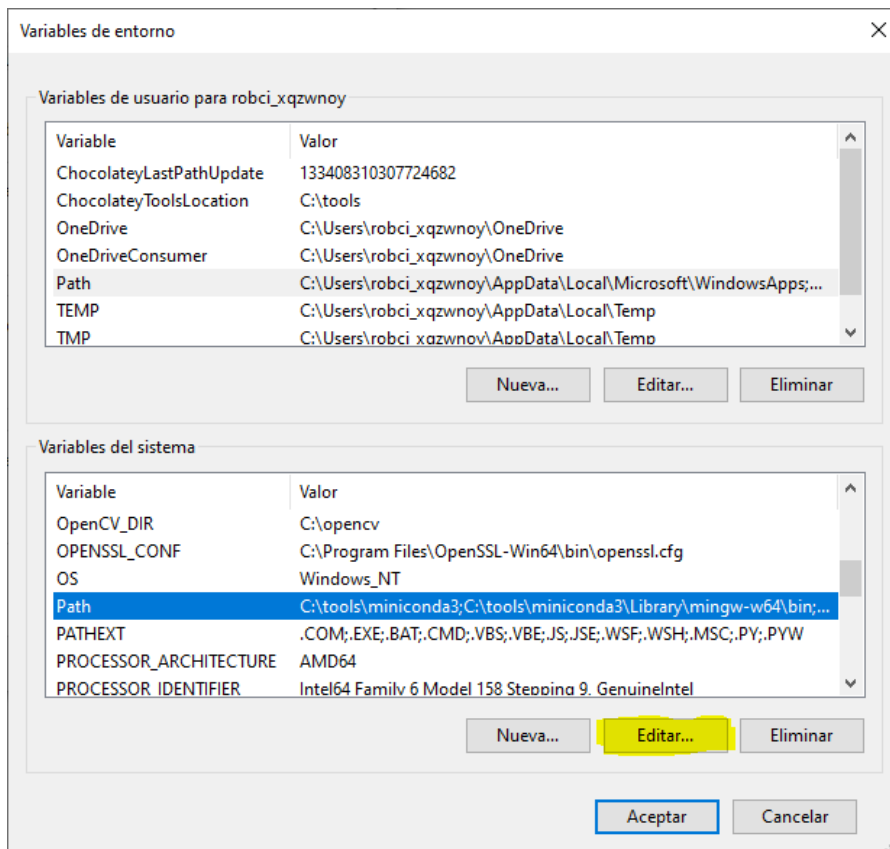 Variables de entorno
Variables de usuario para robci_xqzwnoy
Variable Valor
ChocolateyLastPathUpdate 133408310307724682
ChocolateyToolsLocation C:\tools
OneDrive C:\Users\robci_xqzwnoy\OneDrive
OneDriveConsumer C:\Users\robci_xqzwnoy\OneDrive
Path C:\Users\robci_xqzwnoy\AppData\Local\Microsoft\WindowsApps;...
TEMP C:\Users\robci_xqzwnoy\AppData\Local\Temp
TMP C:\Users\robci_xqzwnoy\AppData\Local\Temp
Nueva... Editar... Eliminar
Variables del sistema
Variable Valor
OpenCV_DIR C:\opencv
OPENSSL_CONF C:\Program Files\OpenSSL-Win64\bin\openssl.cfg
OS Windows_NT
Path C:\tools\miniconda3;C:\tools\miniconda3\Library\mingw-w64\bin;...
PATHEXT .COM;.EXE;.BAT;.CMD;.VBS;.VBE;.JS;.JSE;.WSF;.WSH;.MSC;.PY;.PYW
PROCESSOR_ARCHITECTURE AMD64
PROCESSOR_IDENTIFIER Intel64 Family 6 Model 158 Stepping 9, GenuineIntel
Nueva... Editar... Eliminar
Aceptar Cancelar